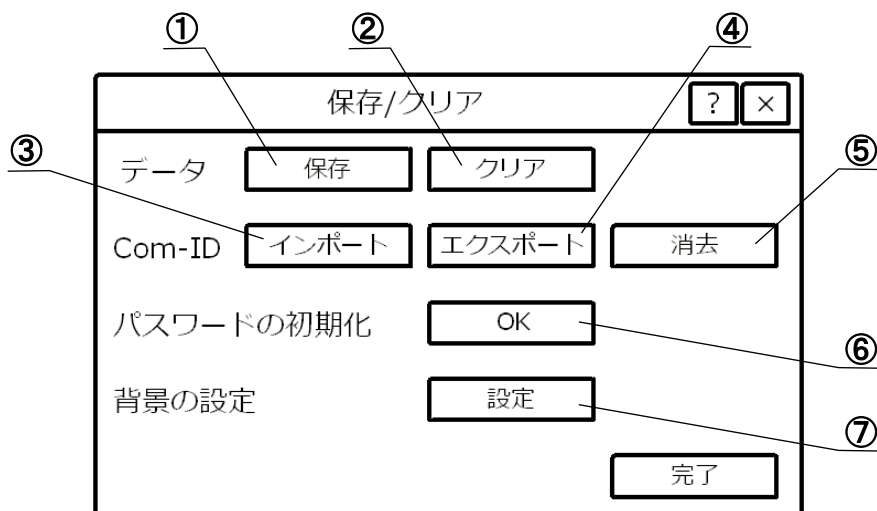 ① ② ④
保存/クリア ? ×
③ データ 保存 クリア ⑤
Com-ID インポート エクスポート 消去
パスワードの初期化 OK
⑥
背景の設定 設定
⑦
完了